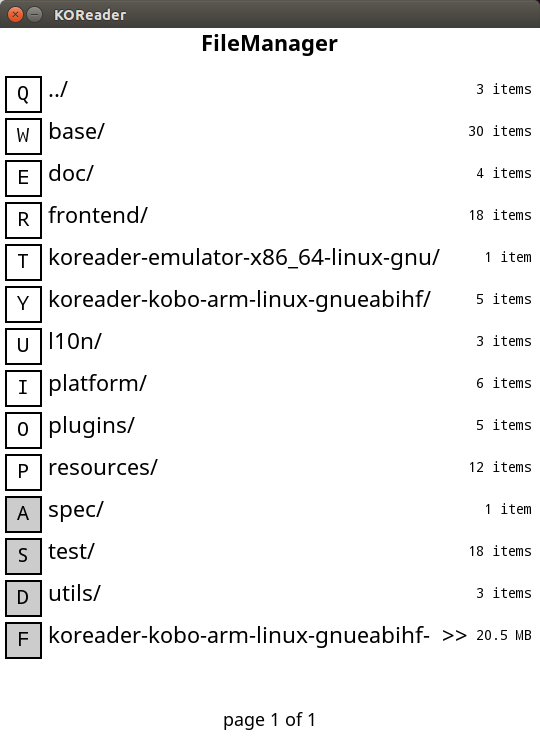 KOReader
FileManager
Q ../ 3 items
W base/ 30 items
E doc/ 4 items
R frontend/ 18 items
T koreader-emulator-x86_64-linux-gnu/ 1 item
Y koreader-kobo-arm-linux-gnueabihf/ 5 items
U l10n/ 3 items
I platform/ 6 items
O plugins/ 5 items
P resources/ 12 items
A spec/ 1 item
S test/ 18 items
D utils/ 3 items
F koreader-kobo-arm-linux-gnueabihf- >> 20.5 MB
page 1 of 1